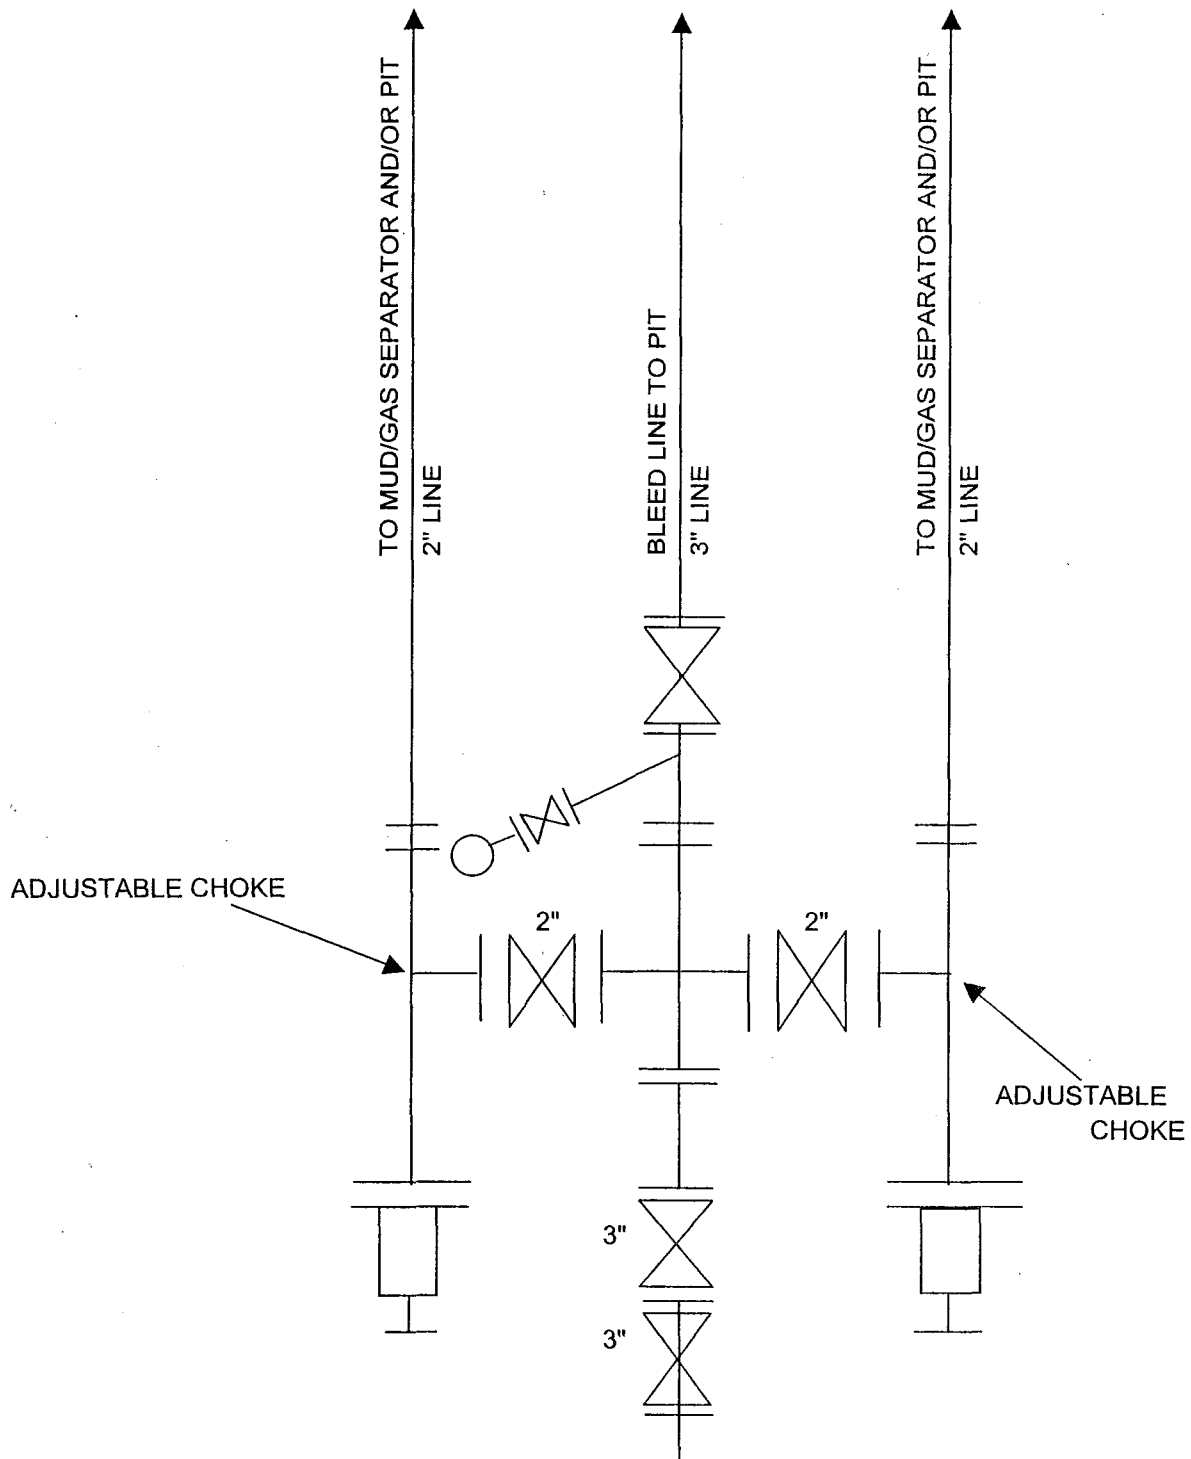 TO MUD/GAS SEPARATOR AND/OR PIT
2" LINE
BLEED LINE TO PIT
3" LINE
TO MUD/GAS SEPARATOR AND/OR PIT
2" LINE
ADJUSTABLE CHOKE
2"
2"
ADJUSTABLE
CHOKE
3"
3"